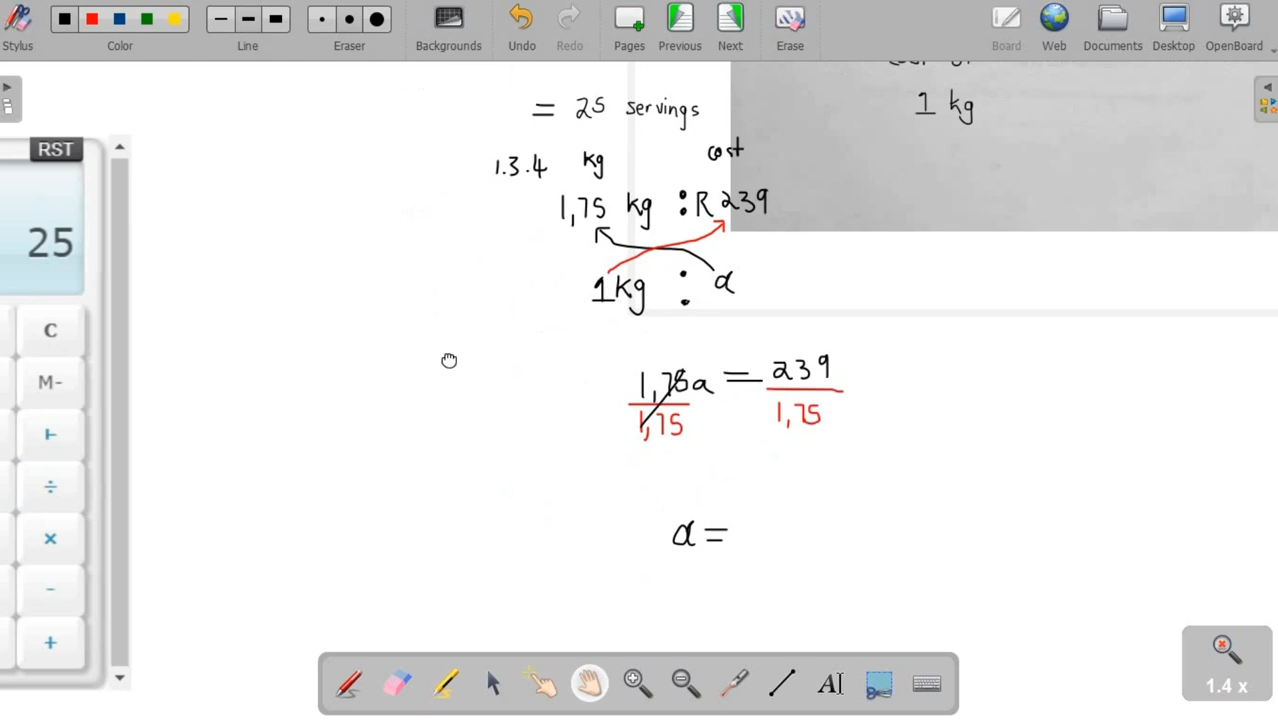 Stylus Color Line Eraser Backgrounds Undo Redo Pages Previous Next Erase Board Web Documents Desktop OpenBoard
1 kg
= 25 servings
RST
25
C
M-
÷
×
-
+
1.3.4 kg cost
1,75 kg : R 239
1kg : a
1,75a = 239
1,75 1,75
a =
1.4 x